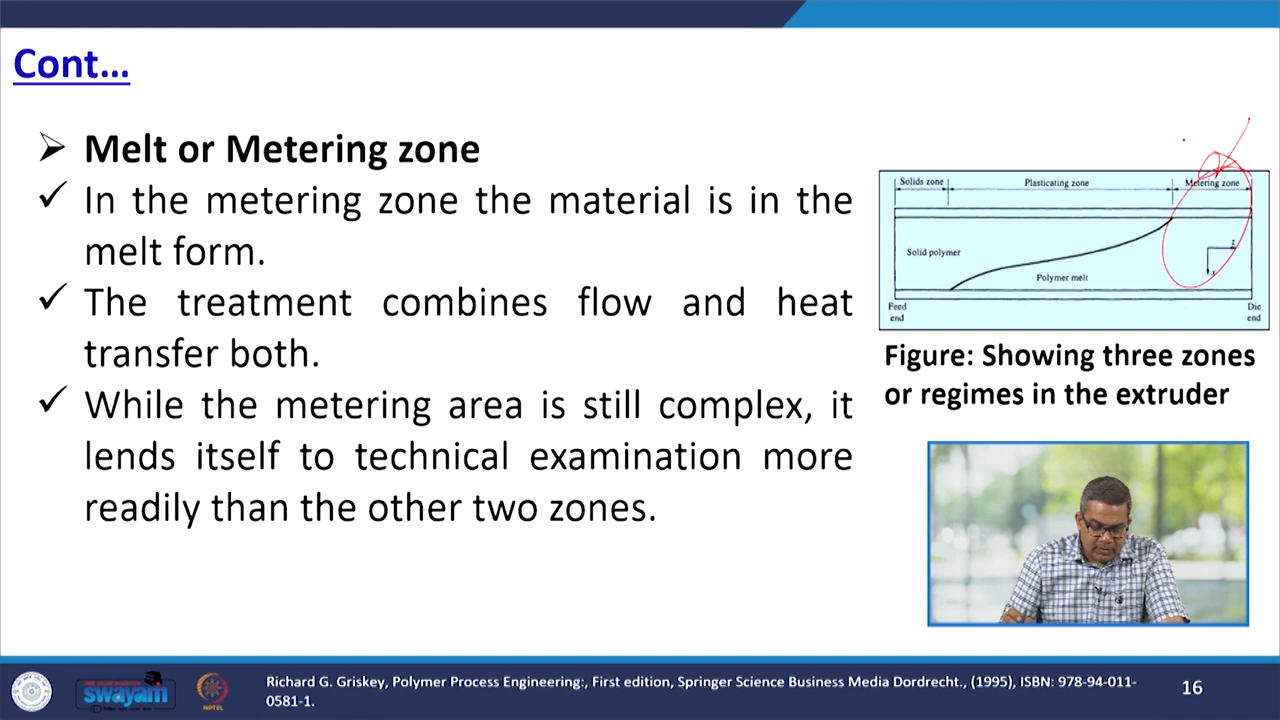 Cont...
Melt or Metering zone
In the metering zone the material is in the
melt form.
The treatment combines flow and heat
transfer both.
While the metering area is still complex, it
lends itself to technical examination more
readily than the other two zones.
Solids zone
Plasticating zone
Metering zone
Solid polymer
Polymer melt
Feed
end
Die
end
Figure: Showing three zones
or regimes in the extruder
swayam
NPTEL
Richard G. Griskey, Polymer Process Engineering:, First edition, Springer Science Business Media Dordrecht., (1995), ISBN: 978-94-011-
0581-1.
16